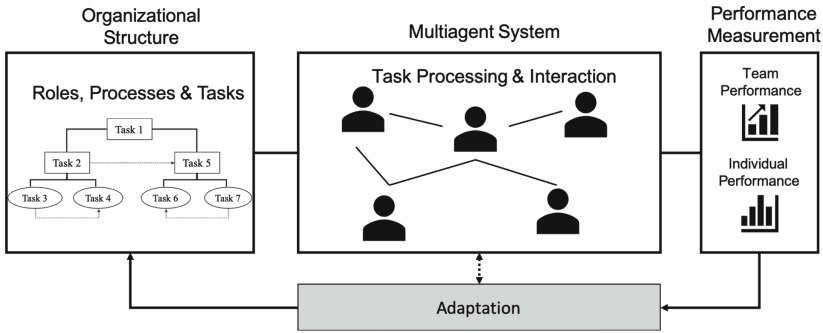 Organizational
Structure
Multiagent System
Performance
Measurement
Roles, Processes & Tasks
Task 1
Task 2
Task 5
Task 3
Task 4
Task 6
Task 7
Task Processing & Interaction
Team
Performance
Individual
Performance
Adaptation